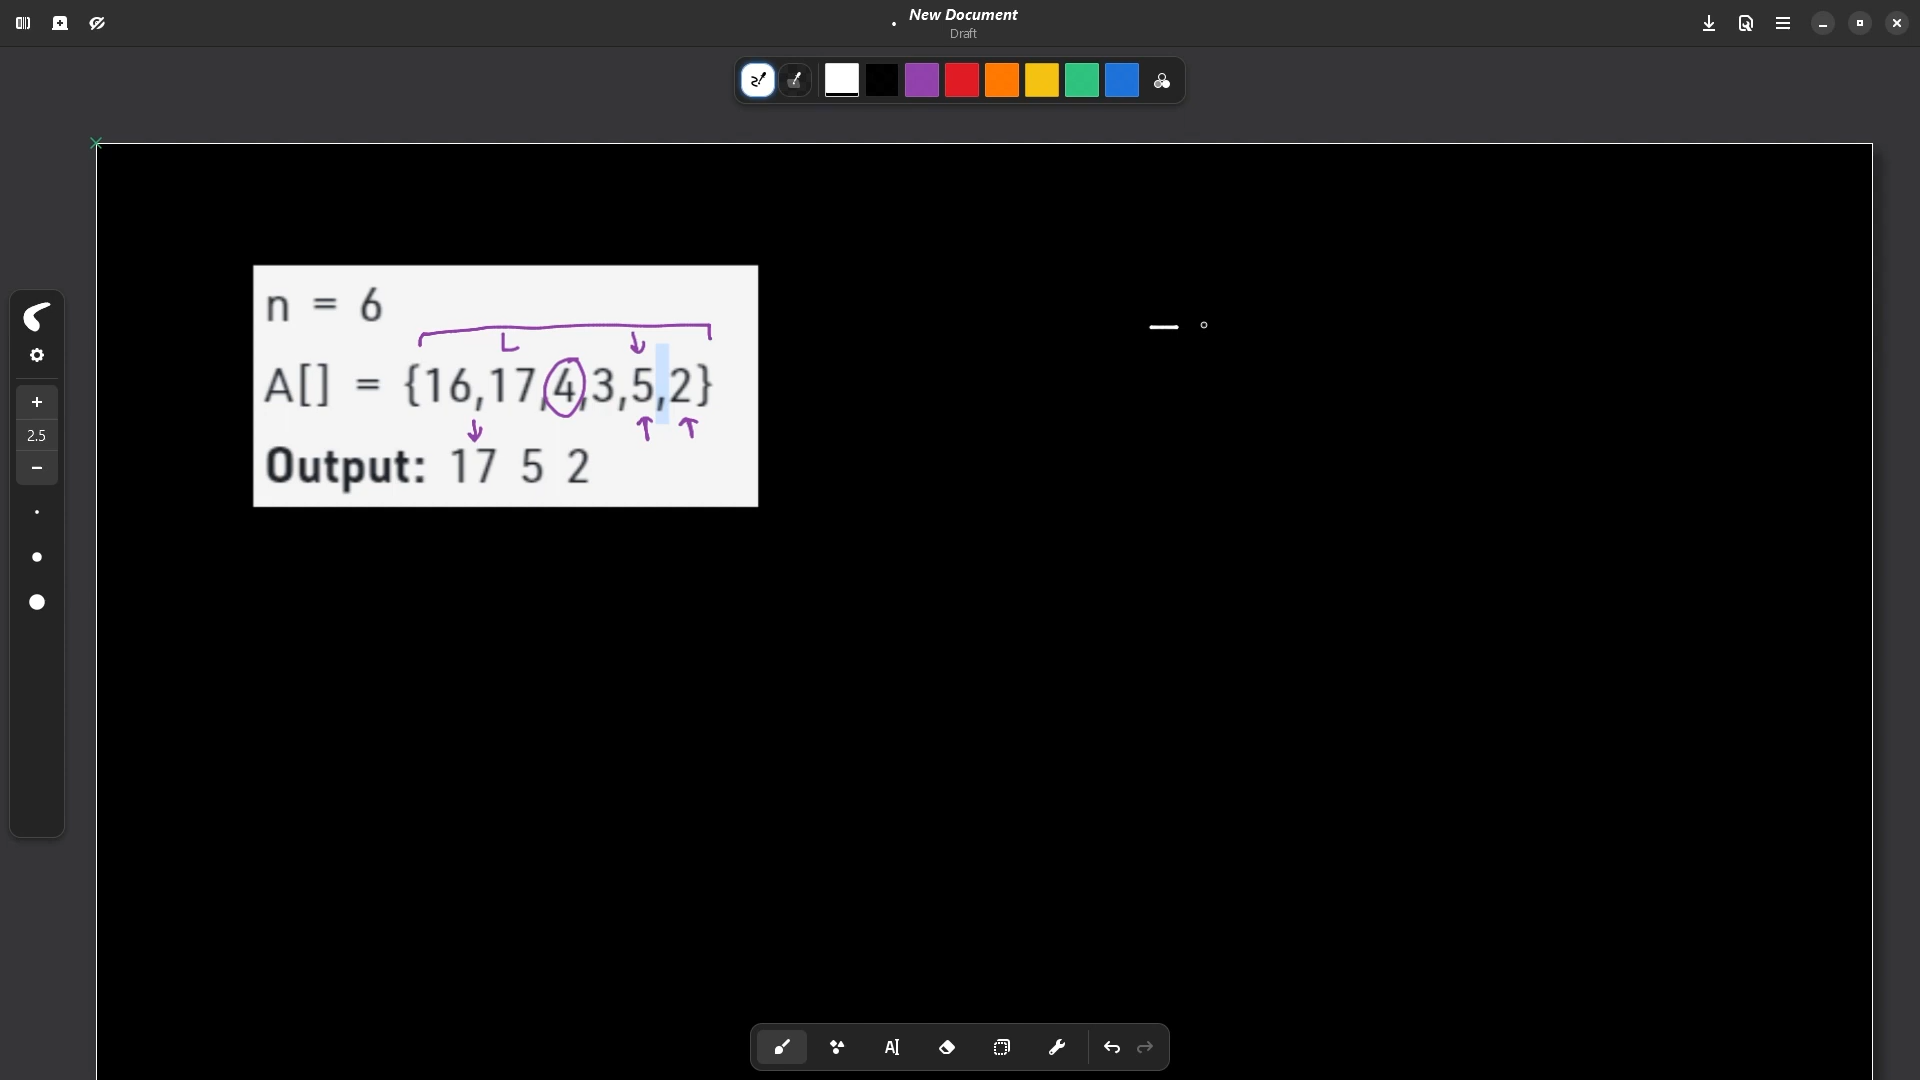 New Document
Draft
2.5
n = 6
L
A[] = {16,17,4,3,5,2}
Output: 17 5 2